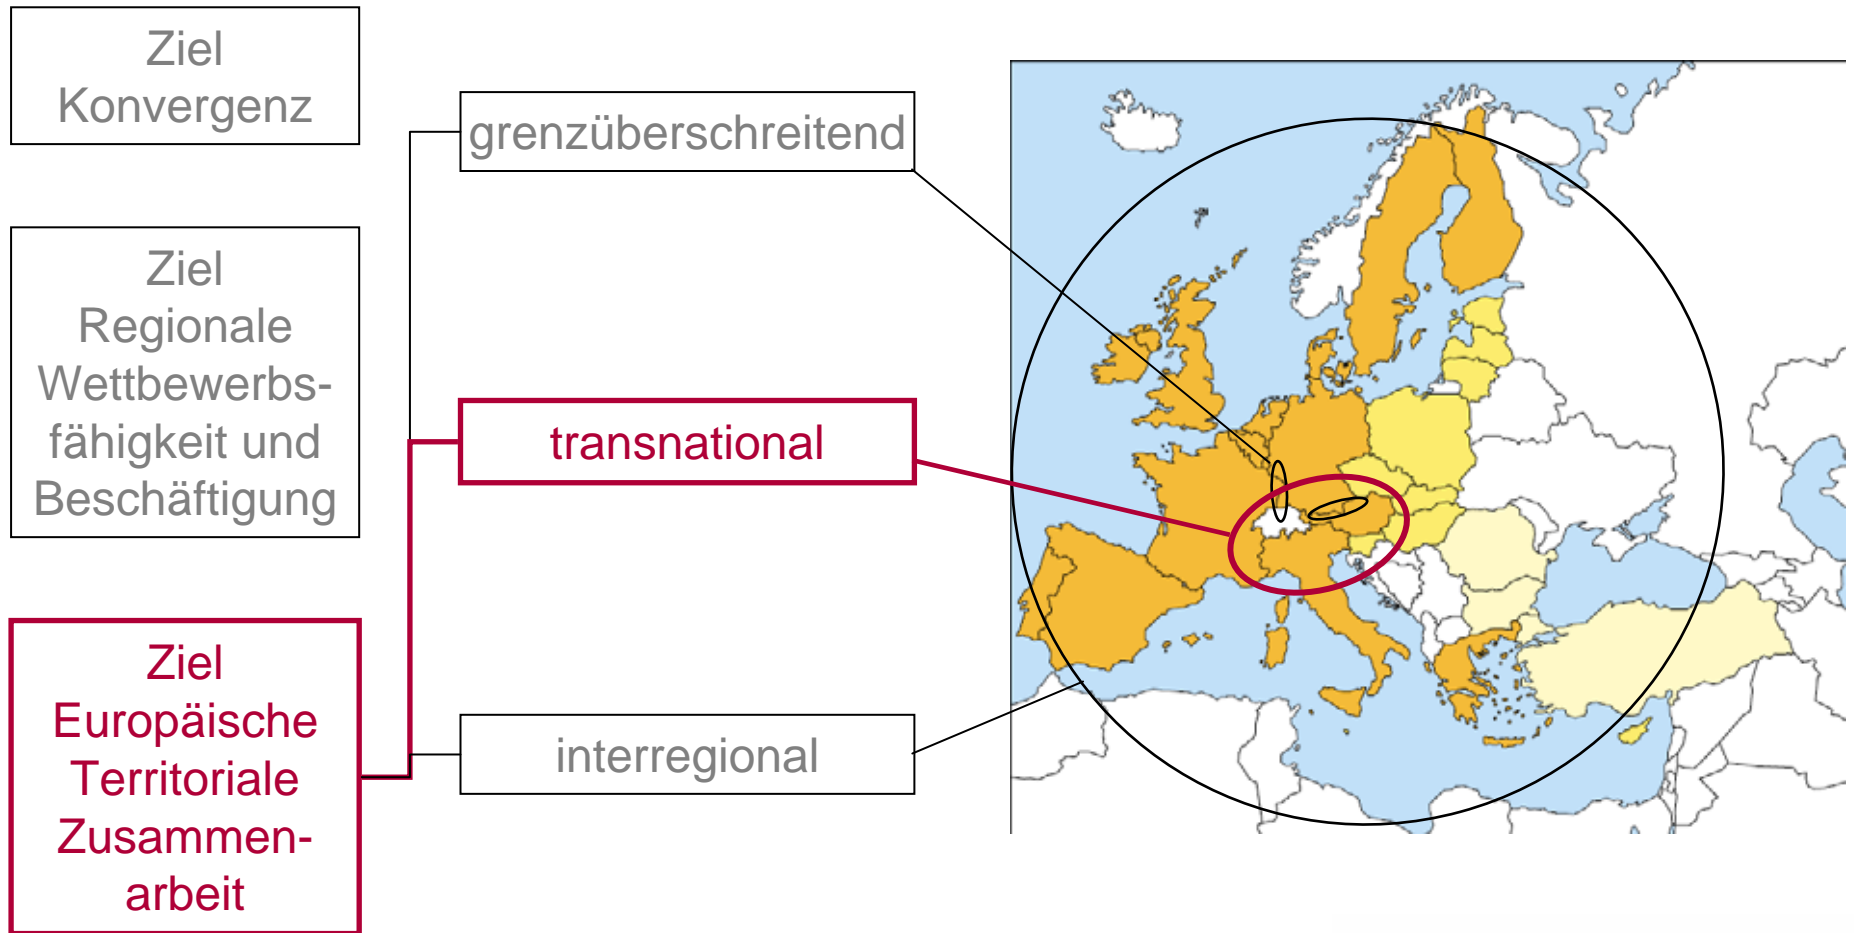 Ziel
Konvergenz
Ziel
Regionale
Wettbewerbs-
fähigkeit und
Beschäftigung
Ziel
Europäische
Territoriale
Zusammen-
arbeit
grenzüberschreitend
transnational
interregional